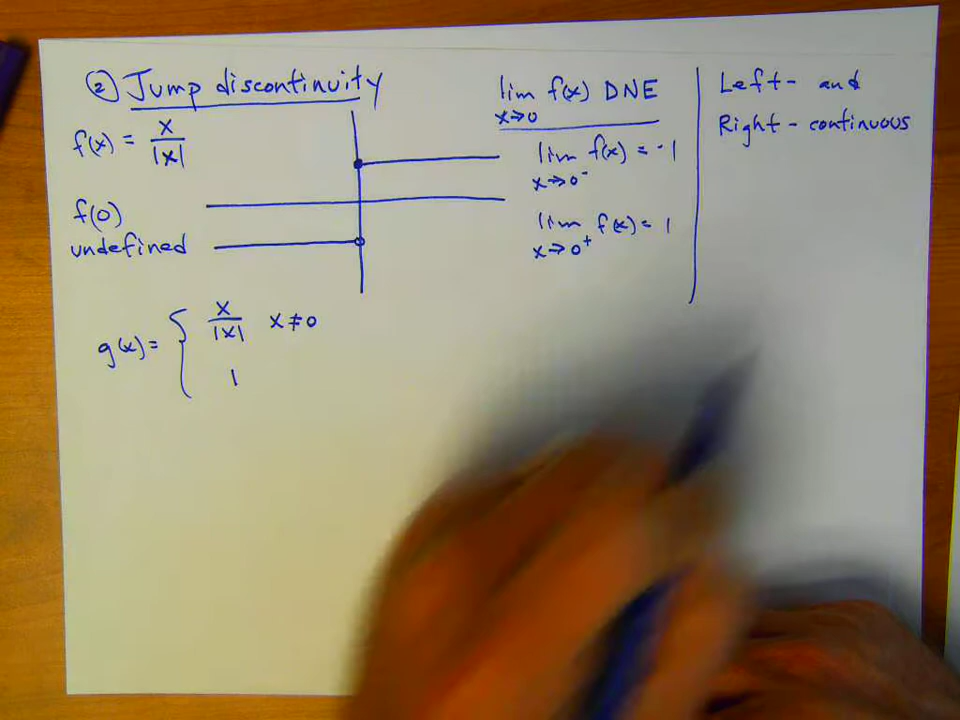 ② Jump discontinuity
f(x) = x/|x|
f(0)
undefined
lim x→0 f(x) DNE
lim x→0⁻ f(x) = -1
lim x→0⁺ f(x) = 1
Left- and
Right-continuous
g(x) = { x/|x| x≠0
1